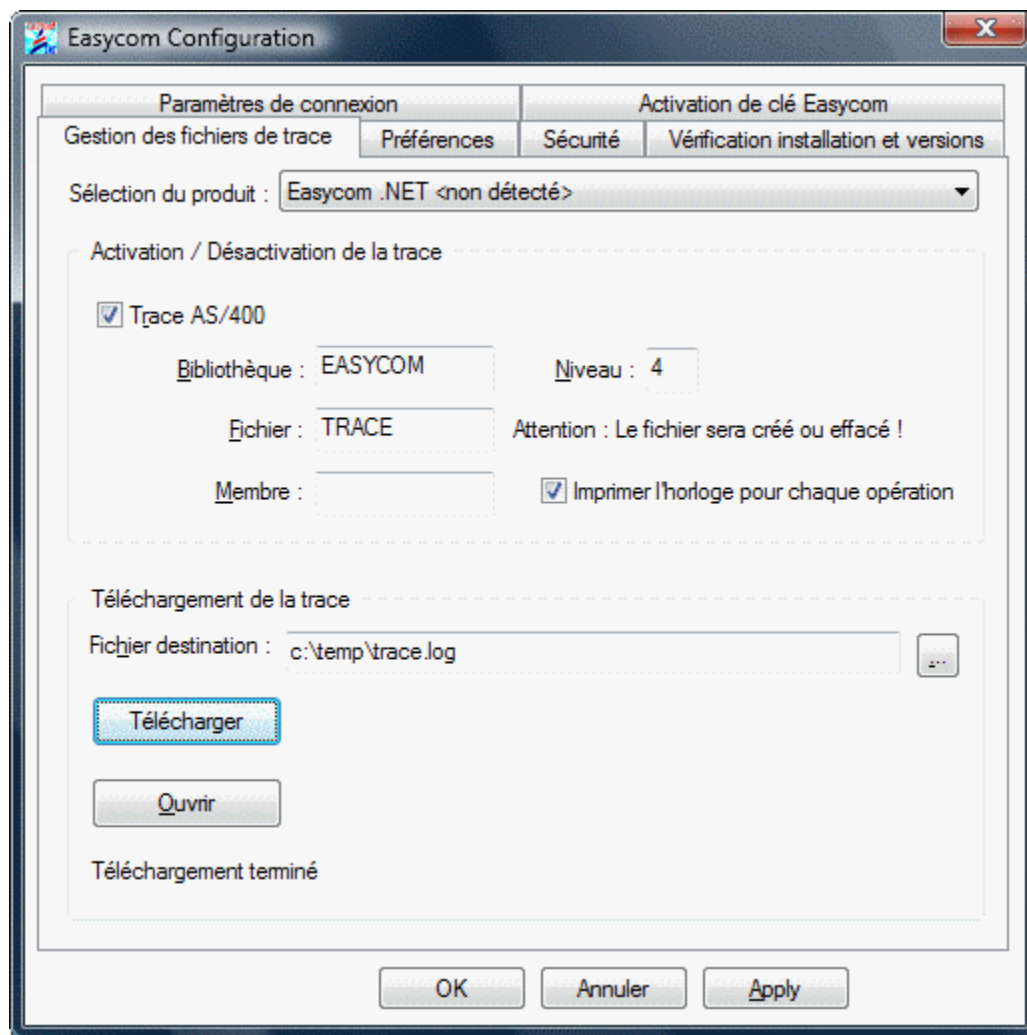 Easycom Configuration
Paramètres de connexion
Activation de clé Easycom
Gestion des fichiers de trace
Préférences
Sécurité
Vérification installation et versions
Sélection du produit : Easycom .NET <non détecté>
Activation / Désactivation de la trace
Trace AS/400
Bibliothèque : EASYCOM
Niveau : 4
Fichier : TRACE
Attention : Le fichier sera créé ou effacé !
Membre :
Imprimer l'horloge pour chaque opération
Téléchargement de la trace
Fichier destination : c:\temp\trace.log
...
Télécharger
Ouvrir
Téléchargement terminé
OK
Annuler
Apply